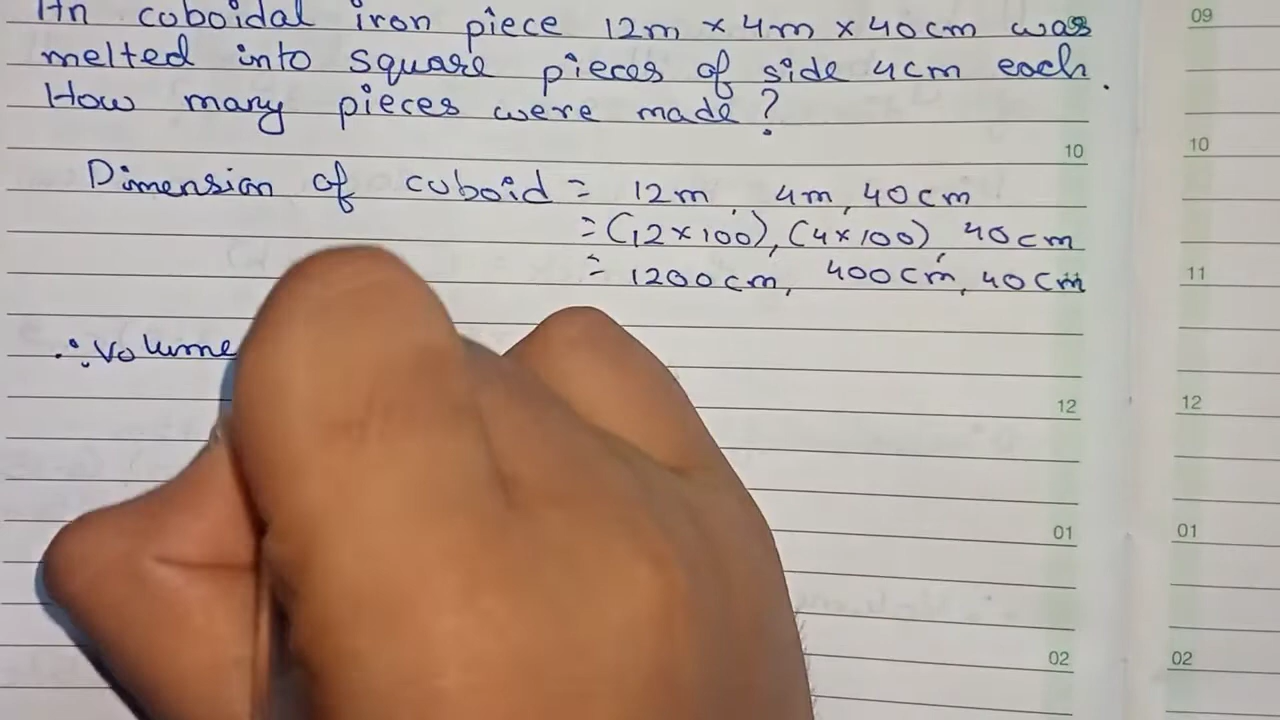 An cuboidal iron piece 12m × 4m × 40cm was
melted into square pieces of side 4cm each.
How many pieces were made?
Dimension of cuboid = 12m, 4m, 40cm
= (12×100), (4×100), 40cm
= 1200cm, 400cm, 40cm
∴ Volume
09
10
10
11
12
12
01
01
02
02